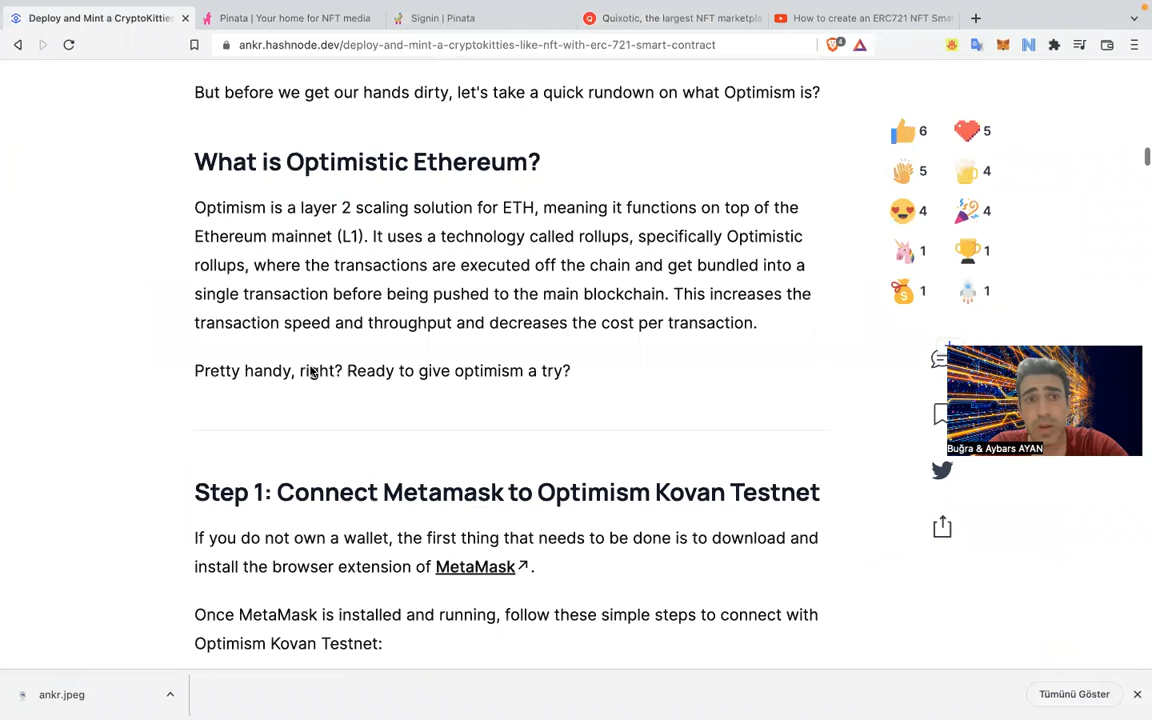 Deploy and Mint a CryptoKitties
Pinata | Your home for NFT media
Signin | Pinata
Quixotic, the largest NFT marketpla
How to create an ERC721 NFT Sma
ankr.hashnode.dev/deploy-and-mint-a-cryptokitties-like-nft-with-erc-721-smart-contract
1
But before we get our hands dirty, let's take a quick rundown on what Optimism is?
What is Optimistic Ethereum?
Optimism is a layer 2 scaling solution for ETH, meaning it functions on top of the
Ethereum mainnet (L1). It uses a technology called rollups, specifically Optimistic
rollups, where the transactions are executed off the chain and get bundled into a
single transaction before being pushed to the main blockchain. This increases the
transaction speed and throughput and decreases the cost per transaction.
Pretty handy, right? Ready to give optimism a try?
6 5
5 4
4 4
1 1
1 1
Buğra & Aybars AYAN
Step 1: Connect Metamask to Optimism Kovan Testnet
If you do not own a wallet, the first thing that needs to be done is to download and
install the browser extension of MetaMask↗.
Once MetaMask is installed and running, follow these simple steps to connect with
Optimism Kovan Testnet:
ankr.jpeg
Tümünü Göster